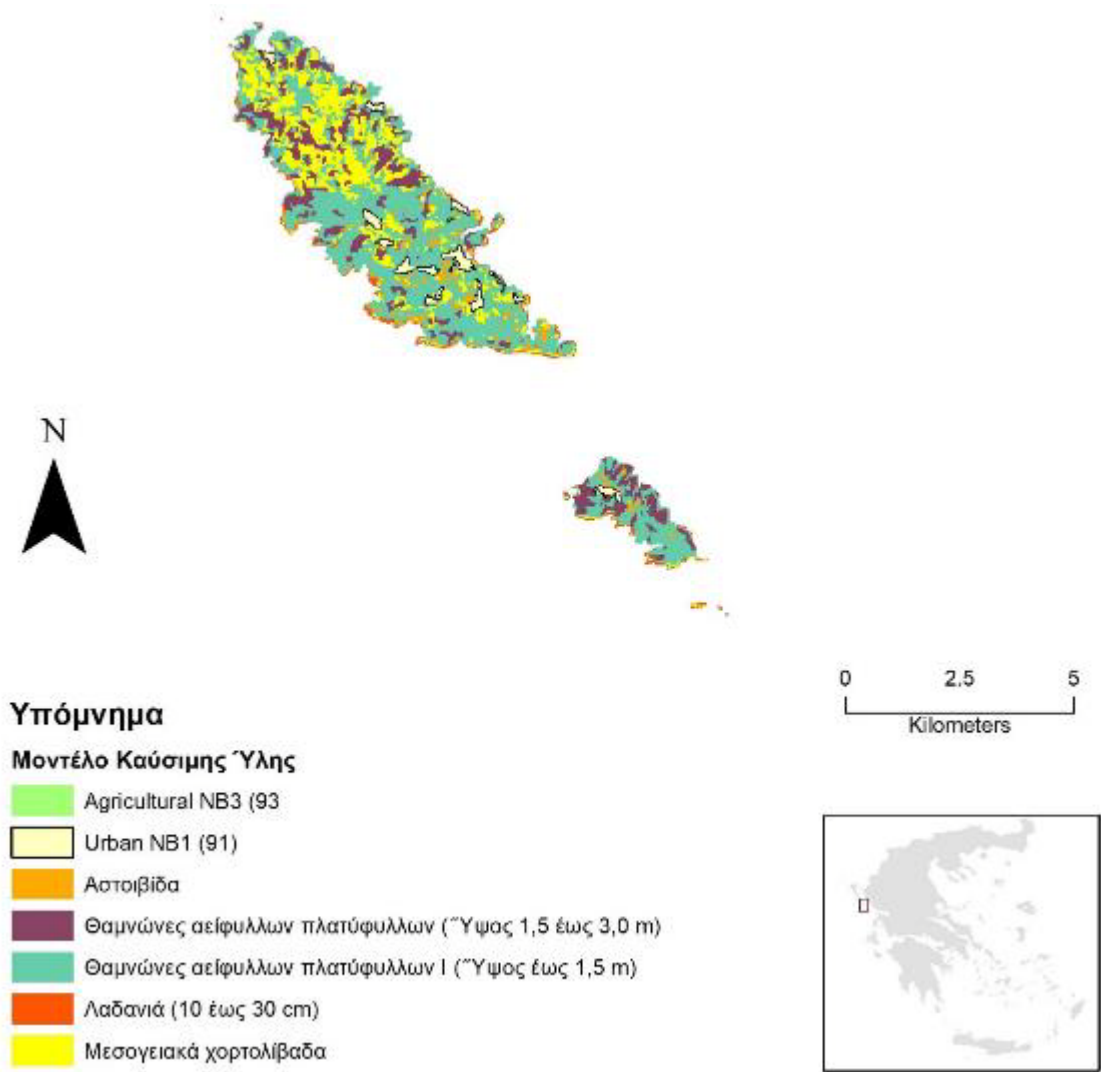 N
0 2.5 5
Kilometers
Υπόμνημα
Μοντέλο Καύσιμης Ύλης
Agricultural NB3 (93
Urban NB1 (91)
Αστοιβίδα
Θαμνώνες αείφυλλων πλατύφυλλων (Ύψος 1,5 έως 3,0 m)
Θαμνώνες αείφυλλων πλατύφυλλων Ι (Ύψος έως 1,5 m)
Λαδανιά (10 έως 30 cm)
Μεσογειακά χορτολίβαδα